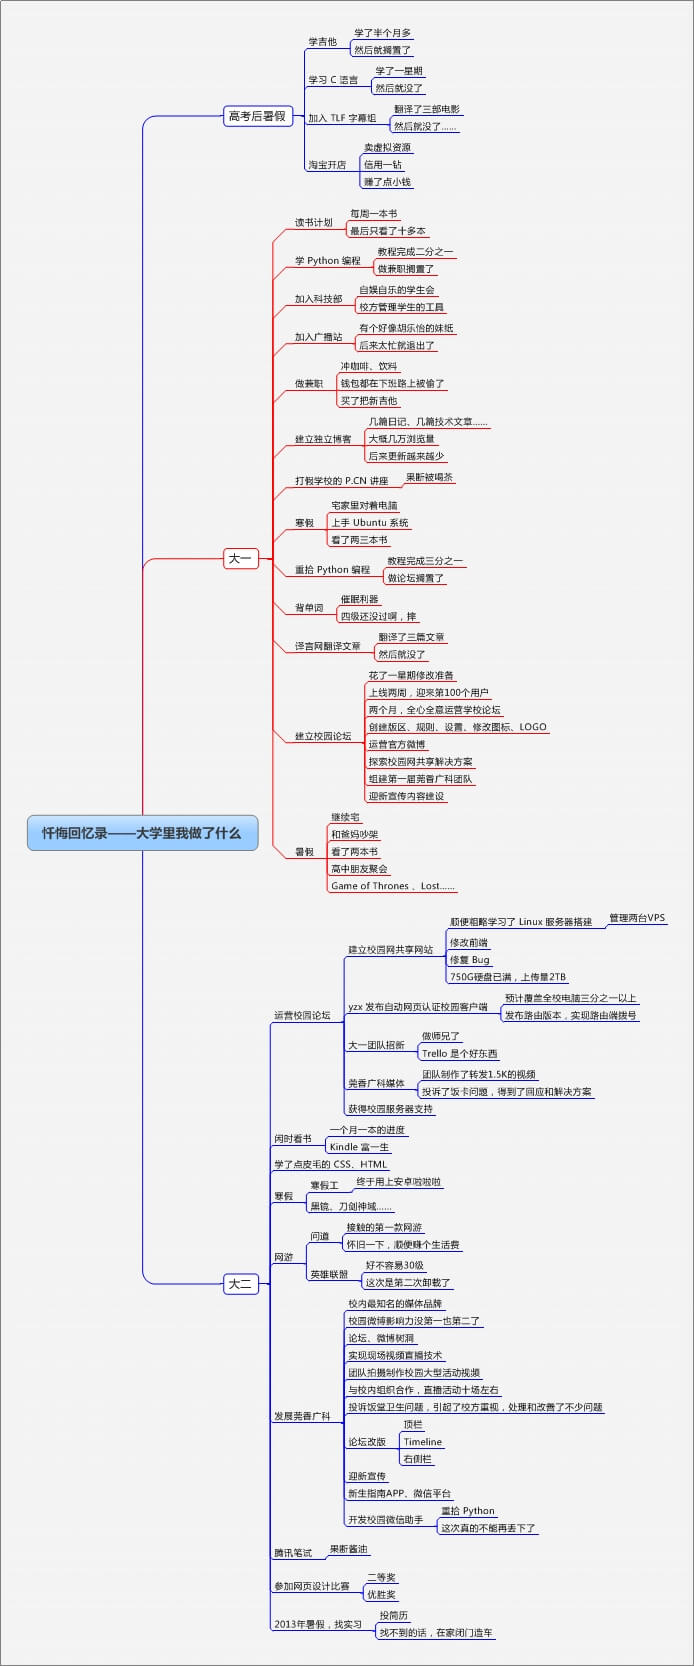 忏悔回忆录——大学里我做了什么
高考后暑假
学吉他
学了半个月多
然后就搁置了
学习 C 语言
学了一星期
然后就没了
加入 TLF 字幕组
翻译了三部电影
然后就没了……
淘宝开店
卖虚拟资源
信用一钻
赚了点小钱
大一
读书计划
每周一本书
最后只看了十多本
学 Python 编程
教程完成二分之一
做兼职搁置了
加入科技部
自娱自乐的学生会
校方管理学生的工具
加入广播站
有个好像胡乐怡的妹纸
后来太忙就退出了
做兼职
冲咖啡、饮料
钱包都在下班路上被偷了
买了把新吉他
建立独立博客
几篇日记、几篇技术文章……
大概几万浏览量
后来更新越来越少
打假学校的 P.CN 讲座
果断被喝茶
寒假
宅家里对着电脑
上手 Ubuntu 系统
看了两三本书
重拾 Python 编程
教程完成三分之一
做论坛搁置了
背单词
催眠利器
四级还没过啊，摔
译言网翻译文章
翻译了三篇文章
然后就没了
建立校园论坛
花了一星期修改准备
上线两周，迎来第100个用户
两个月，全心全意运营学校论坛
创建版区、规则、设置、修改图标、LOGO
运营官方微博
探索校园网共享解决方案
组建第一届莞香广科团队
迎新宣传内容建设
暑假
继续宅
和爸妈吵架
看了两本书
高中朋友聚会
Game of Thrones 、Lost……
大二
运营校园论坛
建立校园网共享网站
顺便粗略学习了 Linux 服务器搭建
管理两台VPS
修改前端
修复 Bug
750G硬盘已满，上传量2TB
yzx 发布自动网页认证校园客户端
预计覆盖全校电脑三分之一以上
发布路由版本，实现路由端拨号
大一团队招新
做师兄了
Trello 是个好东西
莞香广科媒体
团队制作了转发1.5K的视频
投诉了饭卡问题，得到了回应和解决方案
获得校园服务器支持
闲时看书
一个月一本的进度
Kindle 富一生
学了点皮毛的 CSS、HTML
寒假
寒假工
终于用上安卓啦啦啦
黑镜、刀剑神域……
网游
问道
接触的第一款网游
怀旧一下，顺便赚个生活费
英雄联盟
好不容易30级
这次是第二次卸载了
发展莞香广科
校内最知名的媒体品牌
校园微博影响力没第一也第二了
论坛、微博树洞
实现现场视频直播技术
团队拍摄制作校园大型活动视频
与校内组织合作，直播活动十场左右
投诉饭堂卫生问题，引起了校方重视，处理和改善了不少问题
论坛改版
顶栏
Timeline
右侧栏
迎新宣传
新生指南APP、微信平台
开发校园微信助手
重拾 Python
这次真的不能再丢下了
腾讯笔试
果断酱油
参加网页设计比赛
二等奖
优胜奖
2013年暑假，找实习
投简历
找不到的话，在家闭门造车